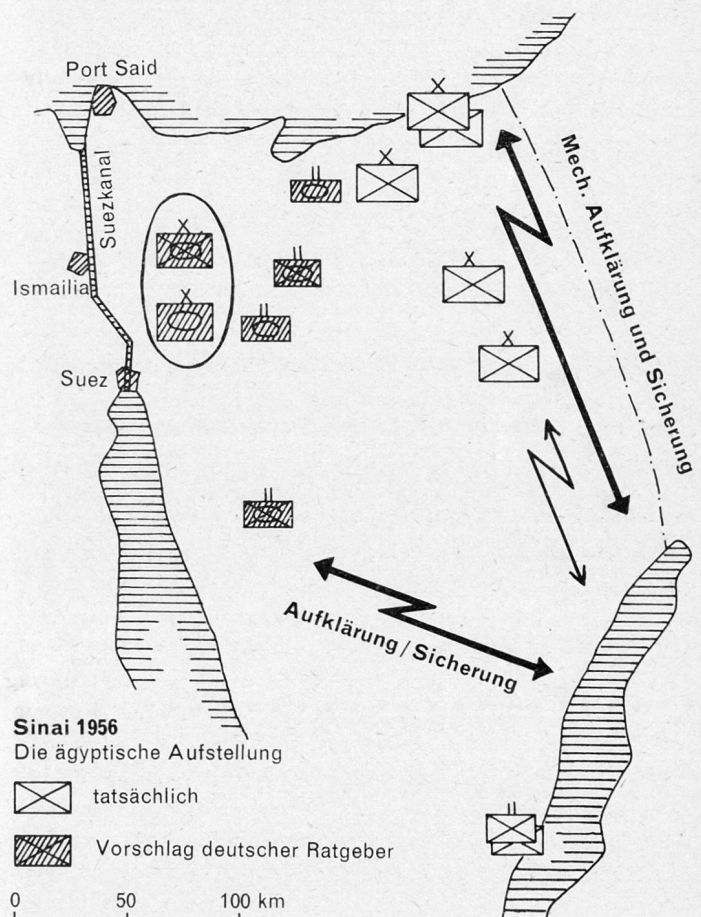 Port Said
Suezkanal
Ismailia
Suez
Mech. Aufklärung und Sicherung
Aufklärung/Sicherung
Sinai 1956
Die ägyptische Aufstellung
tatsächlich
Vorschlag deutscher Ratgeber
0 50 100 km